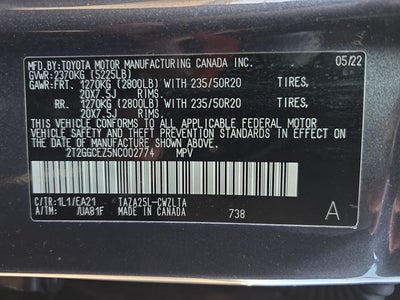 MFD.BY: TOYOTA MOTOR MANUFACTURING CANADA INC. 05/22
GVWR: 2370KG (5225LB)
GAWR: FRT. 1270KG (2800LB) WITH 235/50R20 TIRES,
20X7.5J RIMS.
RR. 1270KG (2800LB) WITH 235/50R20 TIRES,
20X7.5J RIMS.
THIS VEHICLE CONFORMS TO ALL APPLICABLE FEDERAL MOTOR
VEHICLE SAFETY AND THEFT PREVENTION STANDARDS IN EFFECT ON
THE DATE OF MANUFACTURE SHOWN ABOVE.
2T2GGCEZ5NC002774 MPV
C/TR: 1L1/EA21 TAZA25L-CWZLTA
A/TM: /UA81F MADE IN CANADA 738 A